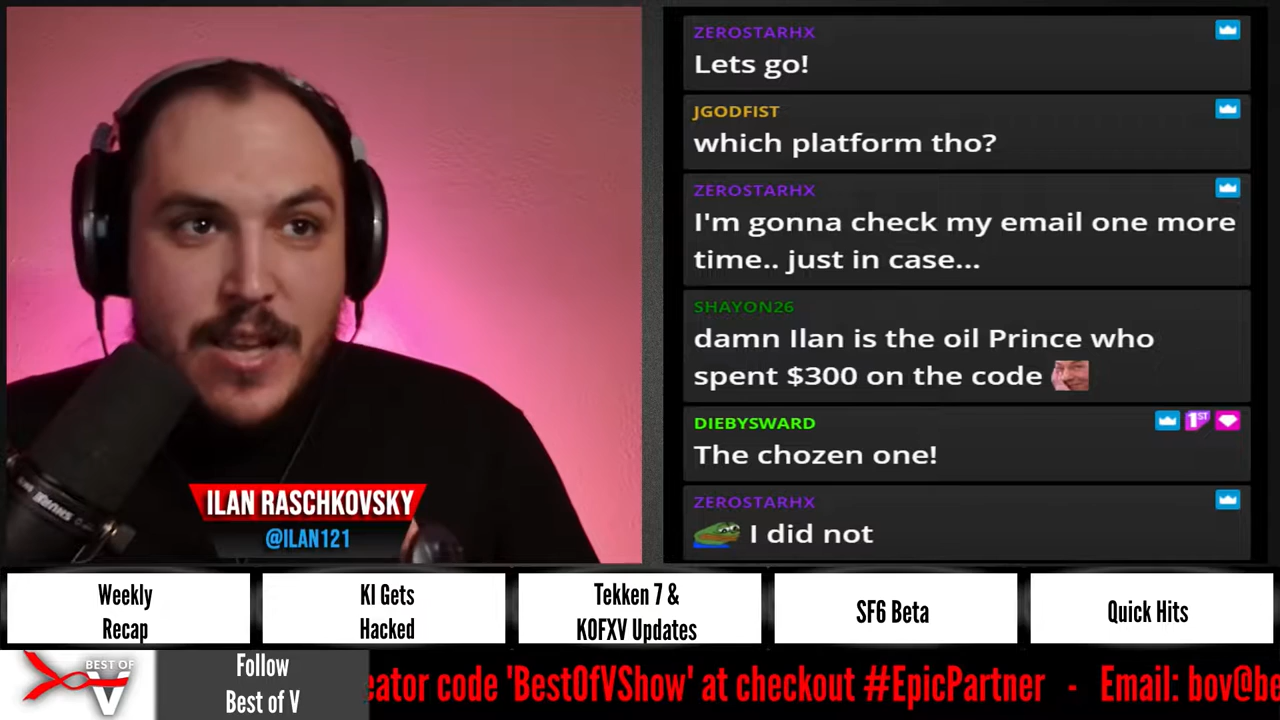 ZEROSTARHX
Lets go!
JGODFIST
which platform tho?
ZEROSTARHX
I'm gonna check my email one more
time.. just in case...
SHAYON26
damn Ilan is the oil Prince who
spent $300 on the code
DIEBYSWARD
1ST
The chozen one!
ZEROSTARHX
I did not
SHURE
ILAN RASCHKOVSKY
@ILAN121
Weekly
Recap
KI Gets
Hacked
Tekken 7 &
KOFXV Updates
SF6 Beta
Quick Hits
BEST OF
V
Follow
Best of V
eator code 'BestOfVShow' at checkout #EpicPartner - Email: bov@be